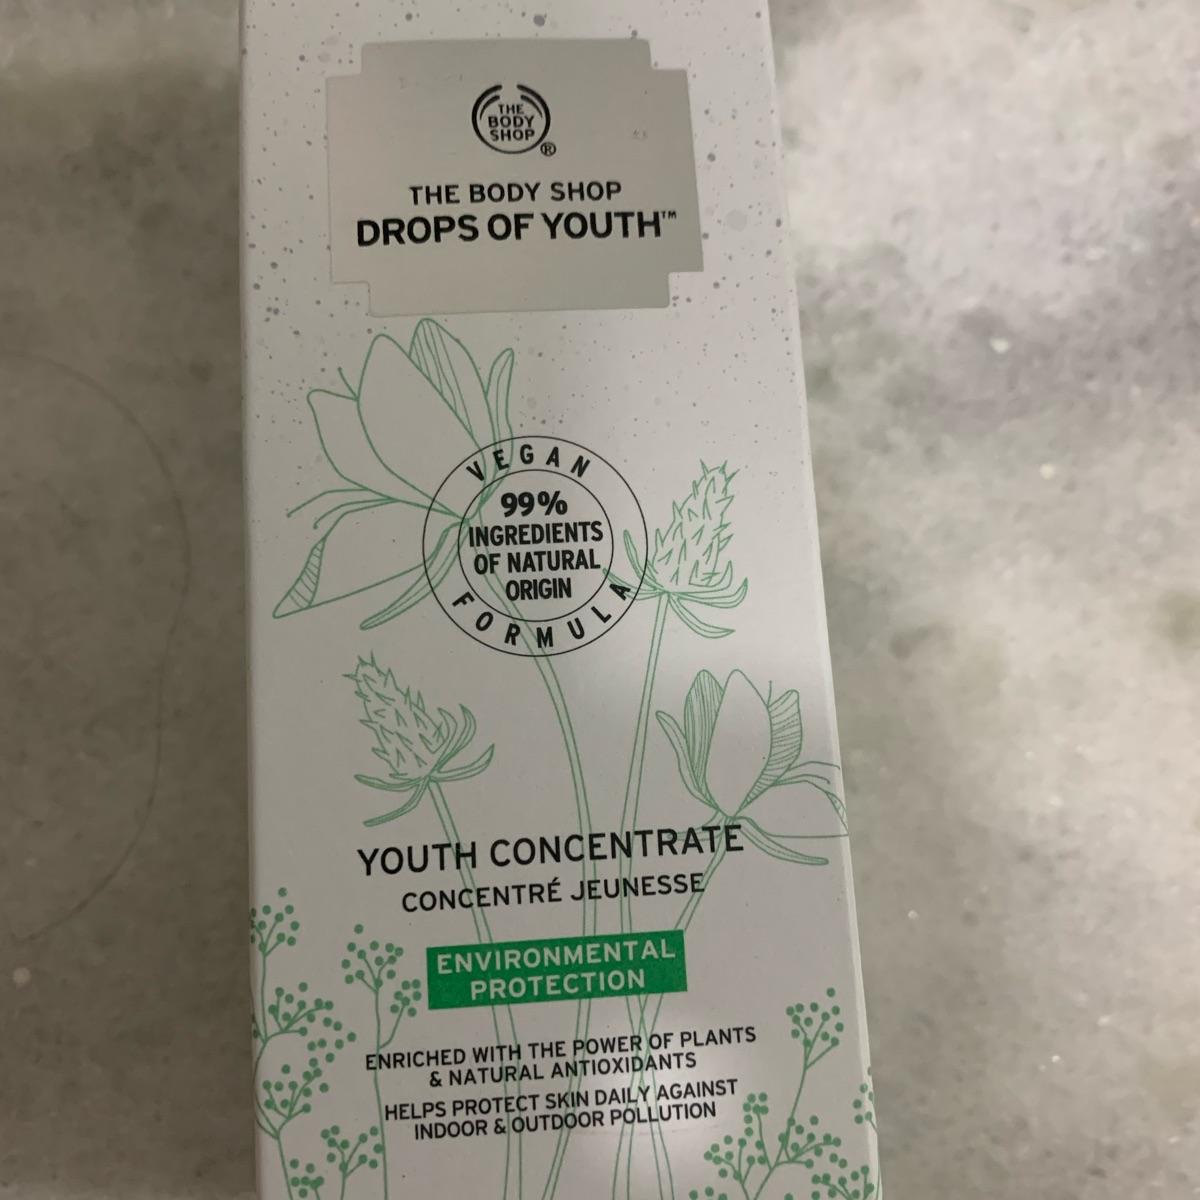 THE
BODY
SHOP
®
THE BODY SHOP
DROPS OF YOUTH™
VEGAN
99%
INGREDIENTS
OF NATURAL
ORIGIN
FORMULA
YOUTH CONCENTRATE
CONCENTRÉ JEUNESSE
ENVIRONMENTAL
PROTECTION
ENRICHED WITH THE POWER OF PLANTS
& NATURAL ANTIOXIDANTS
HELPS PROTECT SKIN DAILY AGAINST
INDOOR & OUTDOOR POLLUTION